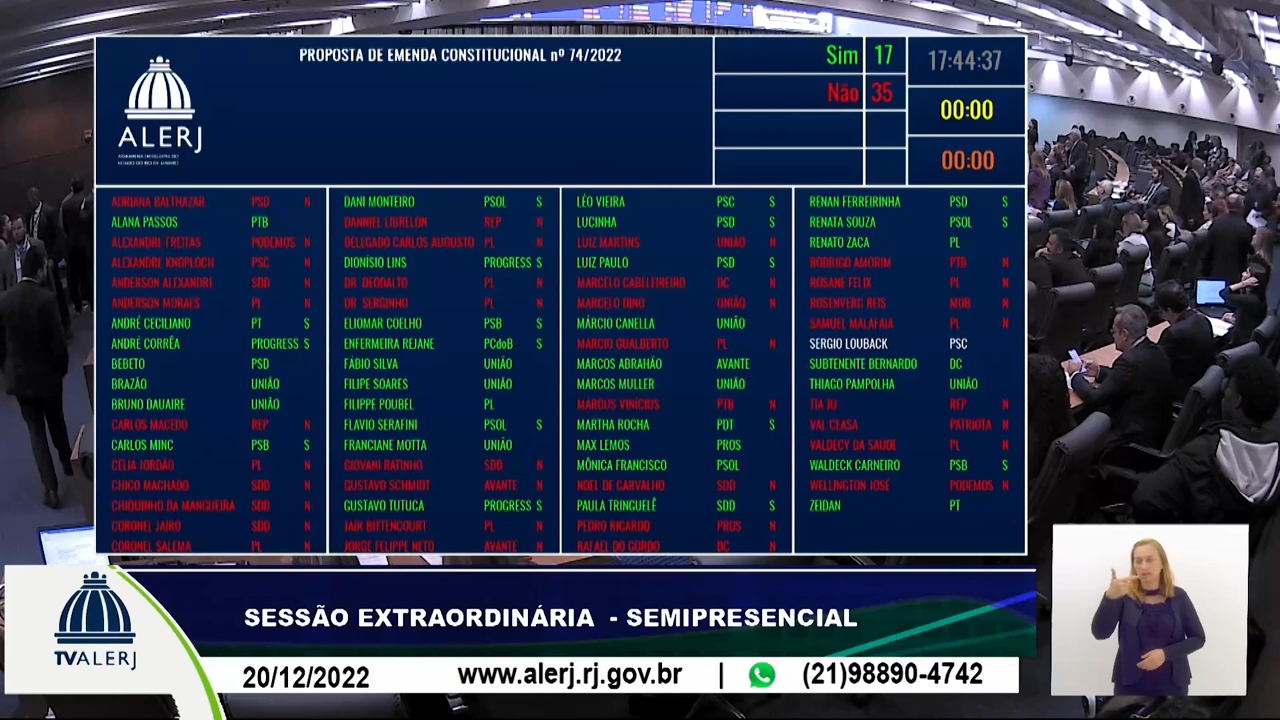 PROPOSTA DE EMENDA CONSTITUCIONAL nº 74/2022
Sim 17
Não 35
17:44:37
00:00
00:00
ALERJ
ADRIANA BALTHAZAR PSD N
ALANA PASSOS PTB
ALEXANDRE FREITAS PODEMOS N
ALEXANDRE KNOPLOCH PSC N
ANDERSON ALEXANDRE SDD N
ANDERSON MORAES PL N
ANDRÉ CECILIANO PT S
ANDRÉ CORRÊA PROGRESS S
BEBETO PSD
BRAZÃO UNIÃO
BRUNO DAUAIRE UNIÃO
CARLOS MACEDO REP N
CARLOS MINC PSB S
CÉLIA JORDÃO PL N
CHICO MACHADO SDD N
CHIQUINHO DA MANGUEIRA SDD N
CORONEL JAIRO SDD N
CORONEL SALEMA PL N
DANI MONTEIRO PSOL S
DANNIEL LIBRELON REP N
DELEGADO CARLOS AUGUSTO PL N
DIONÍSIO LINS PROGRESS S
DR. DEODALTO PL N
DR. SERGINHO PL N
ELIOMAR COELHO PSB S
ENFERMEIRA REJANE PCdoB S
FÁBIO SILVA UNIÃO
FILIPE SOARES UNIÃO
FILIPPE POUBEL PL
FLAVIO SERAFINI PSOL S
FRANCIANE MOTTA UNIÃO
GIOVANI RATINHO SDD N
GUSTAVO SCHMIDT AVANTE N
GUSTAVO TUTUCA PROGRESS S
JAIR BITTENCOURT PL N
JORGE FELIPPE NETO AVANTE N
LÉO VIEIRA PSC S
LUCINHA PSD S
LUIZ MARTINS UNIÃO N
LUIZ PAULO PSD S
MARCELO CABELEIREIRO DC N
MARCELO DINO UNIÃO N
MÁRCIO CANELLA UNIÃO
MÁRCIO GUALBERTO PL N
MARCOS ABRAHÃO AVANTE
MARCOS MULLER UNIÃO
MARCUS VINÍCIUS PTB N
MARTHA ROCHA PDT S
MAX LEMOS PROS
MÔNICA FRANCISCO PSOL
NOEL DE CARVALHO SDD N
PAULA TRINGUELÊ SDD S
PEDRO RICARDO PROS N
RAFAEL DO GORDO DC N
RENAN FERREIRINHA PSD S
RENATA SOUZA PSOL S
RENATO ZACA PL
RODRIGO AMORIM PTB N
ROSANE FELIX PL N
ROSENVERG REIS MDB N
SAMUEL MALAFAIA PL N
SERGIO LOUBACK PSC
SUBTENENTE BERNARDO DC
THIAGO PAMPOLHA UNIÃO
TIA JU REP N
VAL CEASA PATRIOTA N
VALDECY DA SAÚDE PL N
WALDECK CARNEIRO PSB S
WELLINGTON JOSÉ PODEMOS N
ZEIDAN PT
TVALERJ
SESSÃO EXTRAORDINÁRIA - SEMIPRESENCIAL
20/12/2022 www.alerj.rj.gov.br | (21)98890-4742